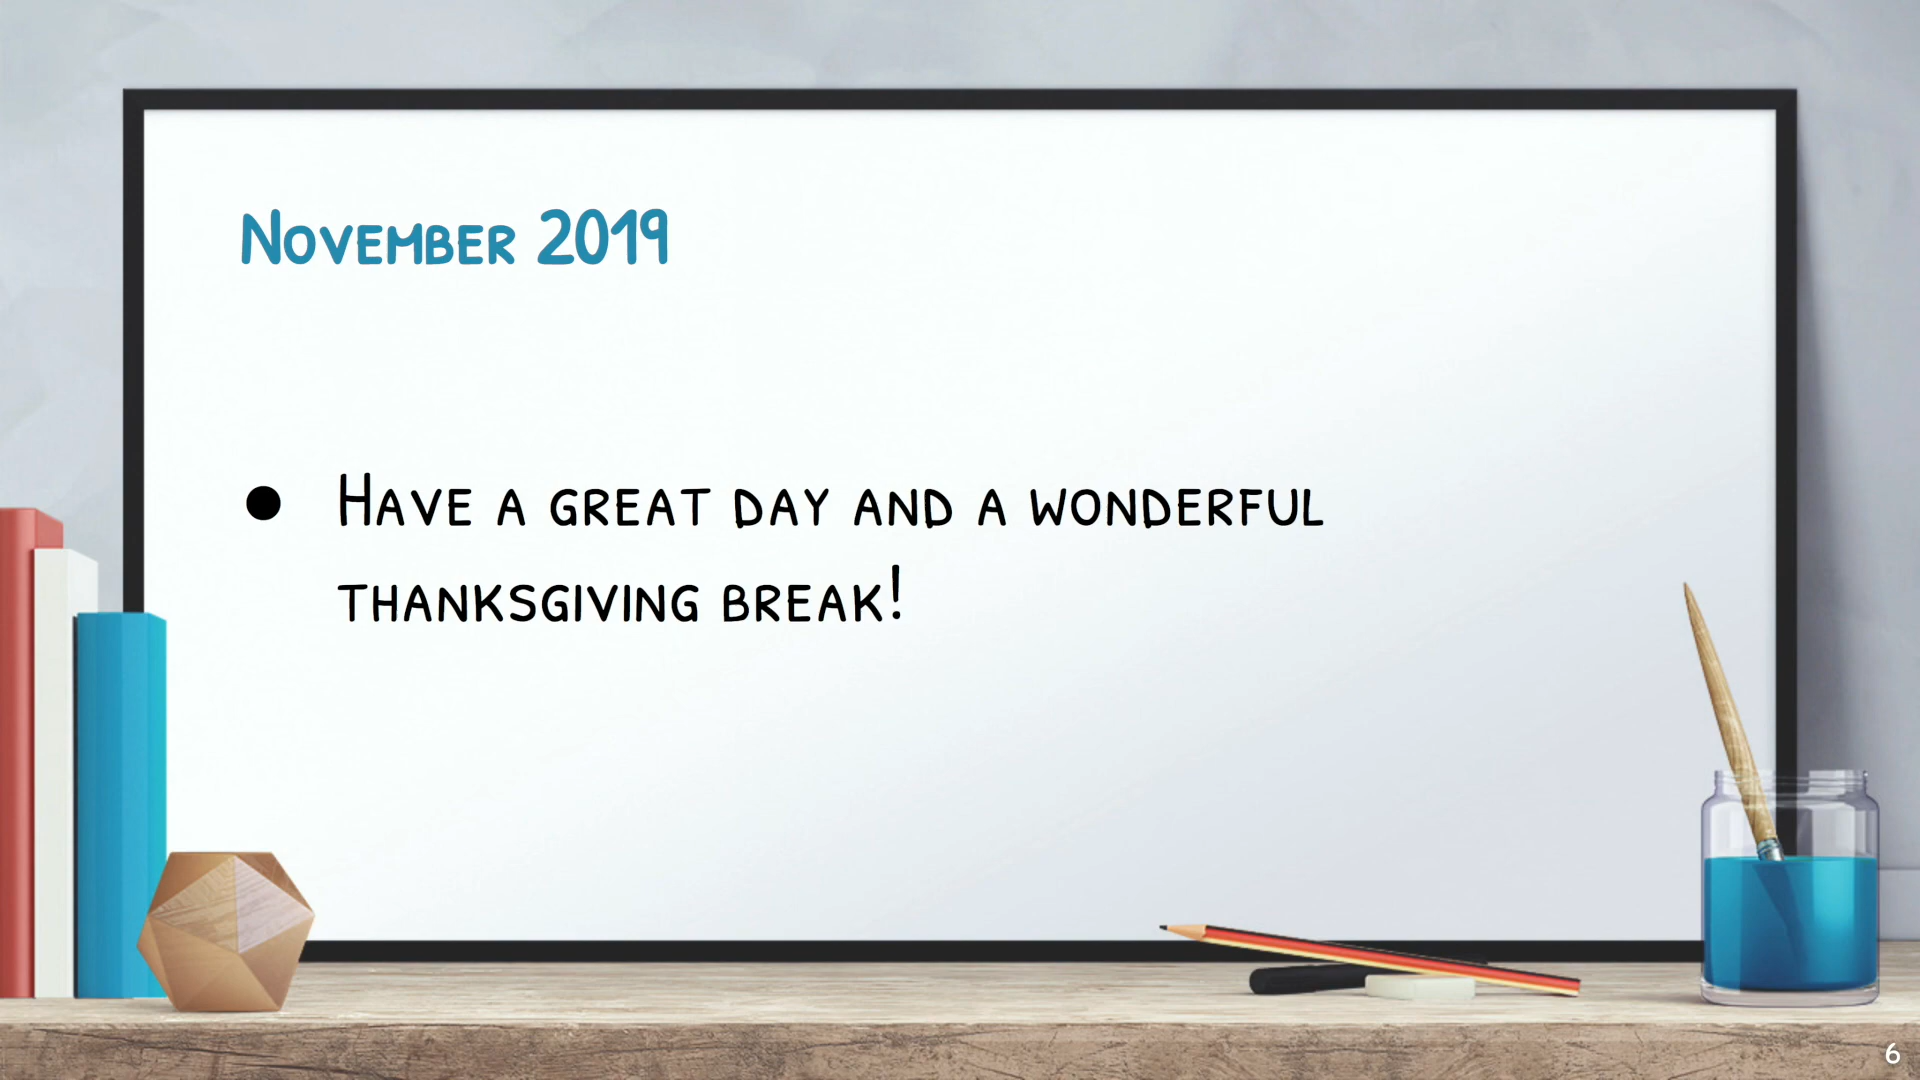 November 2019
● Have a great day and a wonderful
thanksgiving break!
6